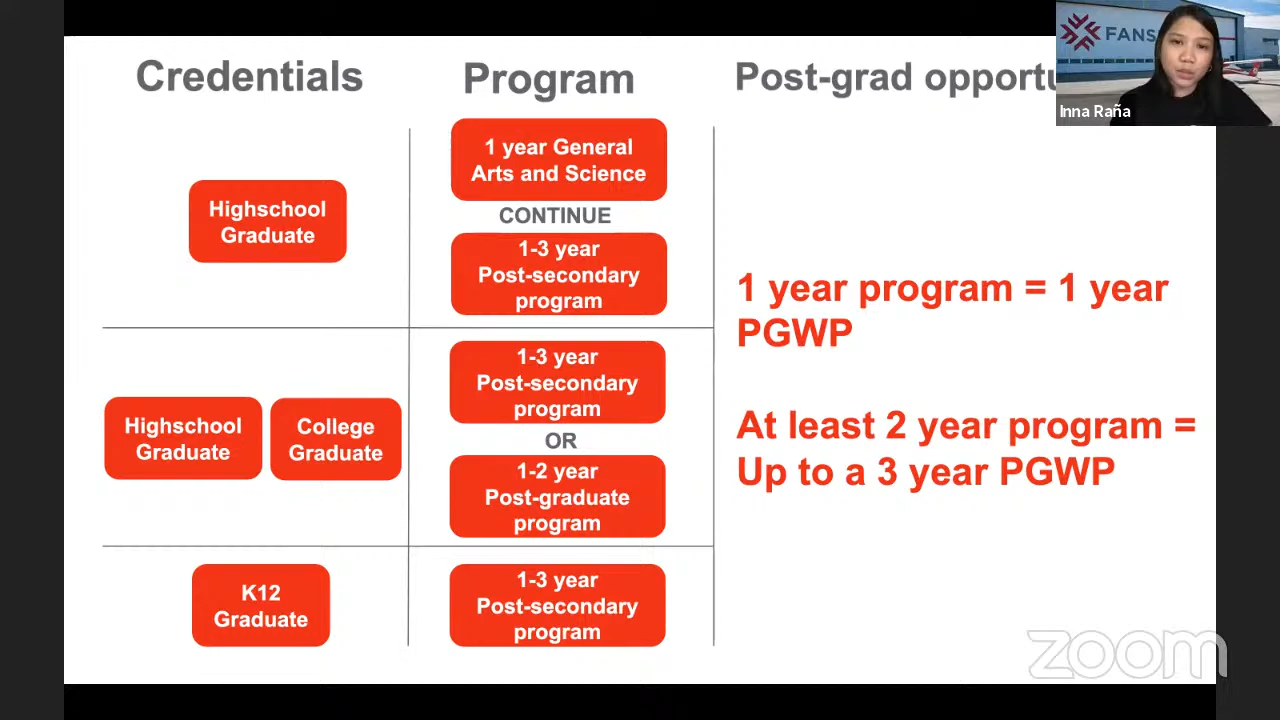 Credentials
Program
Post-grad
FANS
Inna Raña
Highschool
Graduate
1 year General
Arts and Science
CONTINUE
1-3 year
Post-secondary
program
Highschool
Graduate
College
Graduate
1-3 year
Post-secondary
program
OR
1-2 year
Post-graduate
program
K12
Graduate
1-3 year
Post-secondary
program
1 year program = 1 year
PGWP
At least 2 year program =
Up to a 3 year PGWP
zoom